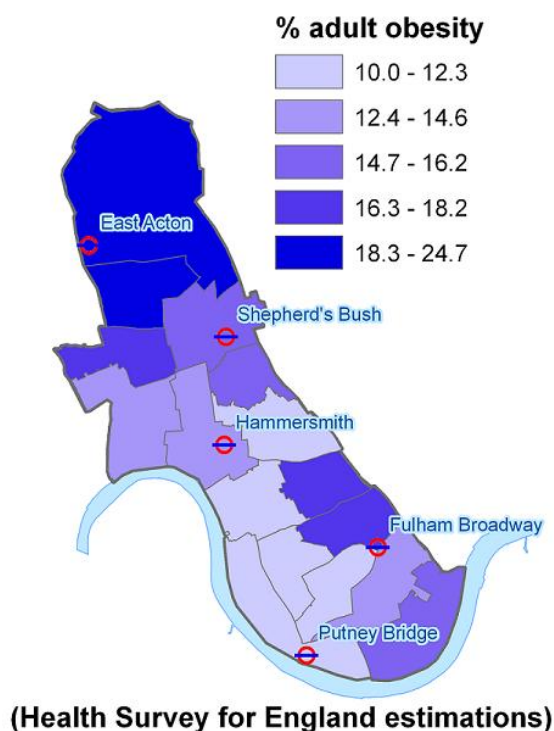 % adult obesity
10.0 - 12.3
12.4 - 14.6
14.7 - 16.2
16.3 - 18.2
18.3 - 24.7
East Acton
Shepherd's Bush
Hammersmith
Fulham Broadway
Putney Bridge
(Health Survey for England estimations)